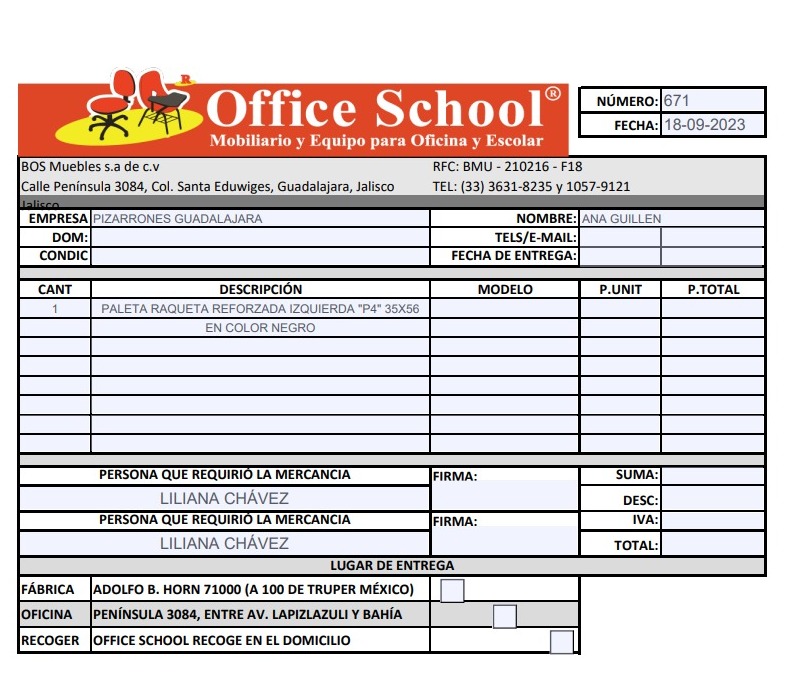 R
Office School®
Mobiliario y Equipo para Oficina y Escolar
NÚMERO: 671
FECHA: 18-09-2023
BOS Muebles s.a de c.v RFC: BMU - 210216 - F18
Calle Península 3084, Col. Santa Eduwiges, Guadalajara, Jalisco TEL: (33) 3631-8235 y 1057-9121
Jalisco
EMPRESA PIZARRONES GUADALAJARA NOMBRE: ANA GUILLEN
DOM: TELS/E-MAIL:
CONDIC FECHA DE ENTREGA:
CANT DESCRIPCIÓN MODELO P.UNIT P.TOTAL
1 PALETA RAQUETA REFORZADA IZQUIERDA "P4" 35X56
EN COLOR NEGRO
PERSONA QUE REQUIRIÓ LA MERCANCIA FIRMA: SUMA:
LILIANA CHÁVEZ DESC:
PERSONA QUE REQUIRIÓ LA MERCANCIA FIRMA: IVA:
LILIANA CHÁVEZ TOTAL:
LUGAR DE ENTREGA
FÁBRICA ADOLFO B. HORN 71000 (A 100 DE TRUPER MÉXICO)
OFICINA PENÍNSULA 3084, ENTRE AV. LAPIZLAZULI Y BAHÍA
RECOGER OFFICE SCHOOL RECOGE EN EL DOMICILIO